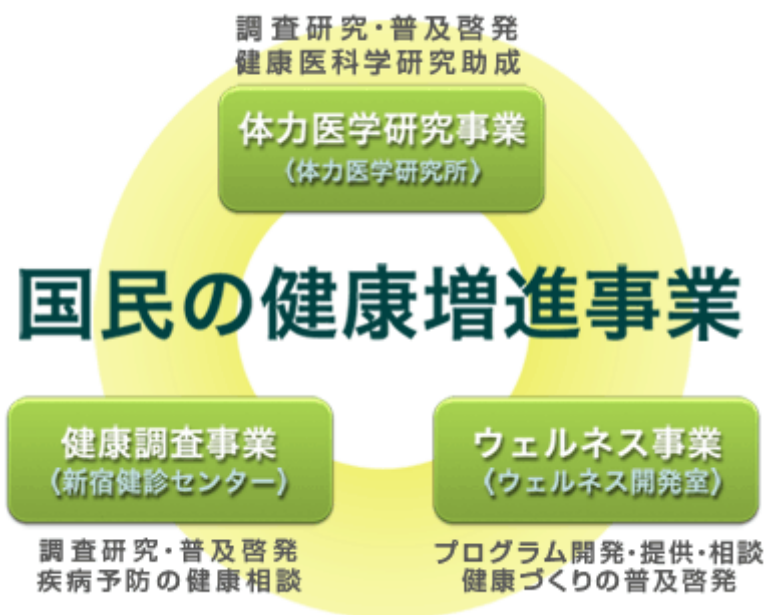 調査研究・普及啓発
健康医科学研究助成
体力医学研究事業
〈体力医学研究所〉
国民の健康増進事業
健康調査事業
〈新宿健診センター〉
調査研究・普及啓発
疾病予防の健康相談
ウェルネス事業
〈ウェルネス開発室〉
プログラム開発・提供・相談
健康づくりの普及啓発